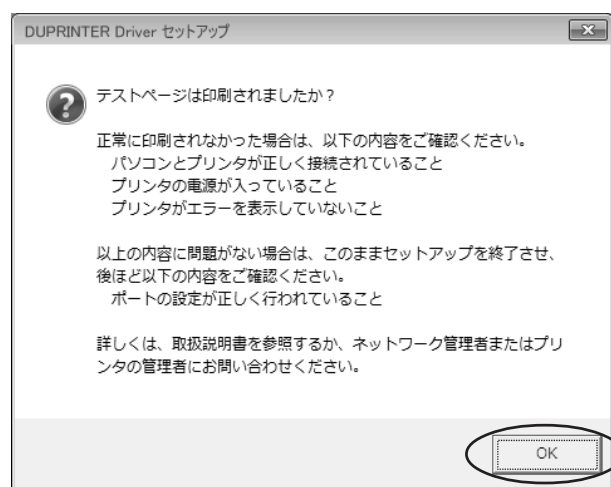 DUPRINTER Driver セットアップ
テストページは印刷されましたか？
正常に印刷されなかった場合は、以下の内容をご確認ください。
パソコンとプリンタが正しく接続されていること
プリンタの電源が入っていること
プリンタがエラーを表示していないこと
以上の内容に問題がない場合は、このままセットアップを終了させ、
後ほど以下の内容をご確認ください。
ポートの設定が正しく行われていること
詳しくは、取扱説明書を参照するか、ネットワーク管理者またはプリ
ンタの管理者にお問い合わせください。
OK